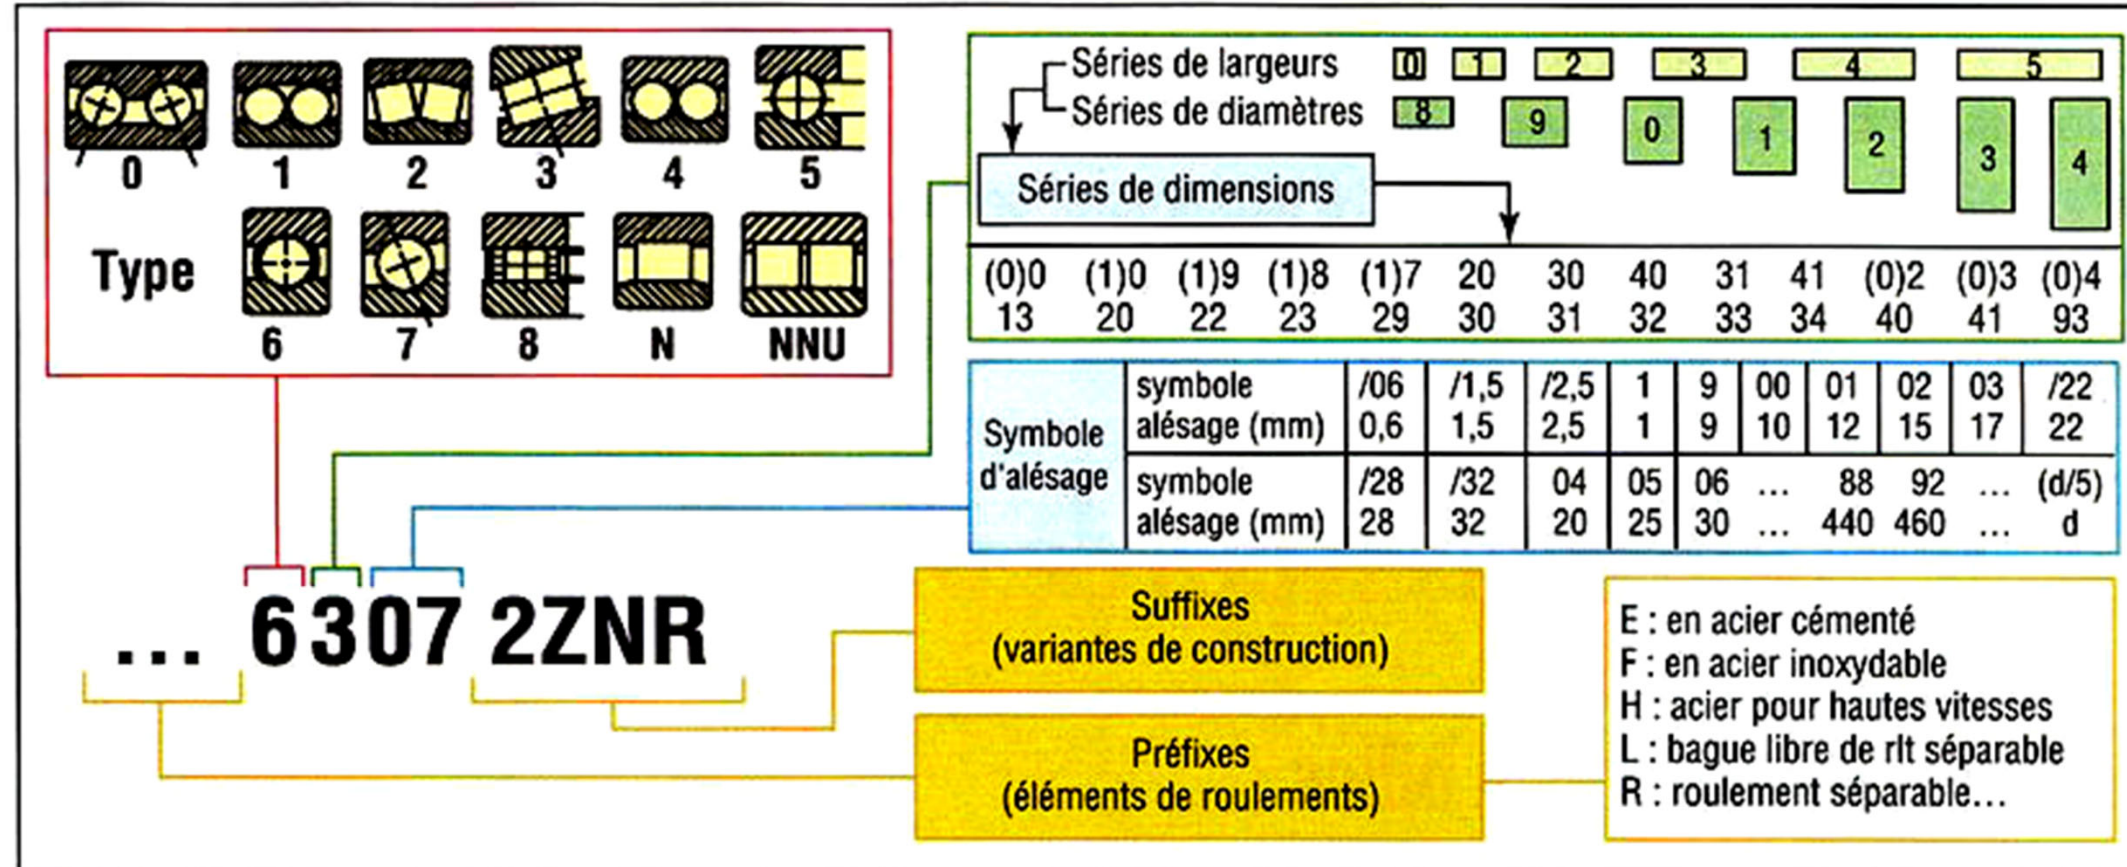 0 1 2 3 4 5
Type
6 7 8 N NNU
Séries de largeurs 0 1 2 3 4 5
Séries de diamètres 8 9 0 1 2 3 4
Séries de dimensions
(0)0 (1)0 (1)9 (1)8 (1)7 20 30 40 31 41 (0)2 (0)3 (0)4
13 20 22 23 29 30 31 32 33 34 40 41 93
Symbole
d'alésage
symbole /06 /1,5 /2,5 1 9 00 01 02 03 /22
alésage (mm) 0,6 1,5 2,5 1 9 10 12 15 17 22
symbole /28 /32 04 05 06 ... 88 92 ... (d/5)
alésage (mm) 28 32 20 25 30 ... 440 460 ... d
... 6307 2ZNR
Suffixes
(variantes de construction)
Préfixes
(éléments de roulements)
E : en acier cémenté
F : en acier inoxydable
H : acier pour hautes vitesses
L : bague libre de rlt séparable
R : roulement séparable...